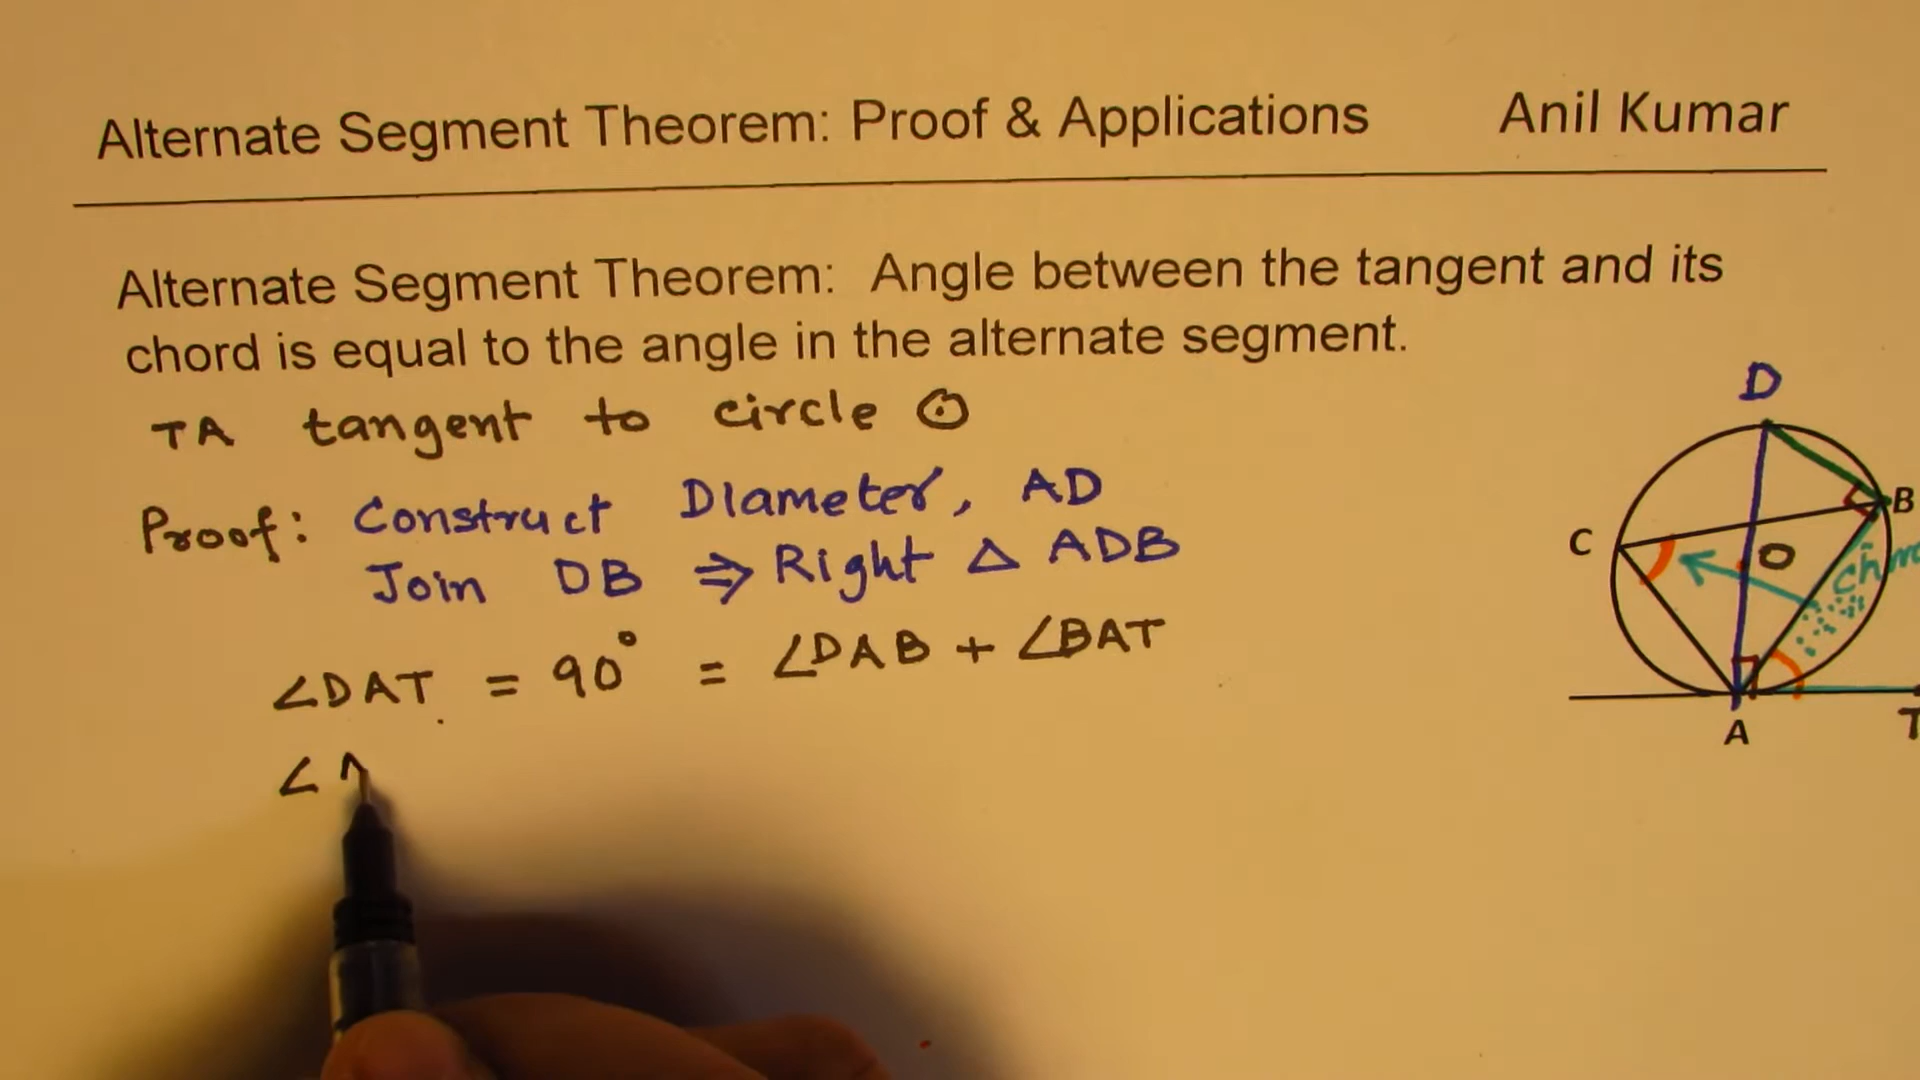 Alternate Segment Theorem: Proof & Applications Anil Kumar
Alternate Segment Theorem: Angle between the tangent and its
chord is equal to the angle in the alternate segment.
TA tangent to circle ⊙
Proof: Construct Diameter, AD
Join DB ⇒ Right △ ADB
∠DAT = 90° = ∠DAB + ∠BAT
∠
D
B
C
O
A
T